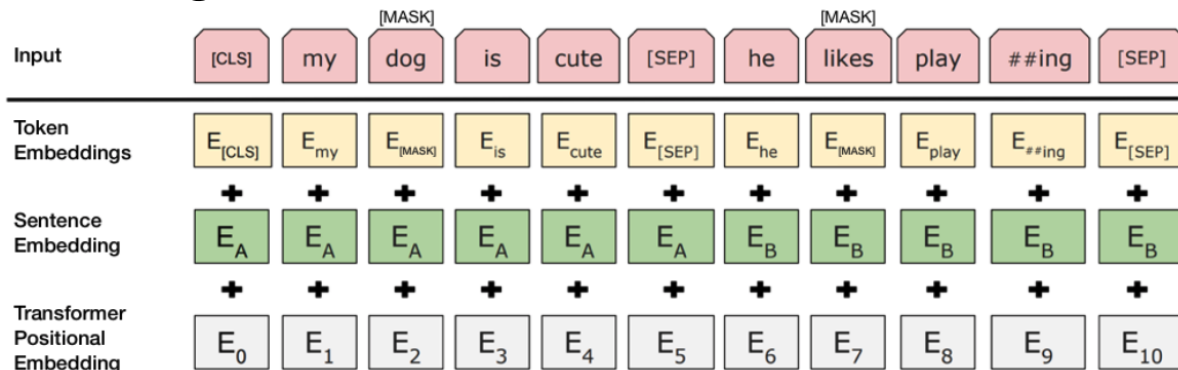 [MASK] [MASK]
Input [CLS] my dog is cute [SEP] he likes play ##ing [SEP]
Token
Embeddings
E[CLS] Emy E[MASK] Eis Ecute E[SEP] Ehe E[MASK] Eplay E##ing E[SEP]
+ + + + + + + + + + +
Sentence
Embedding
EA EA EA EA EA EA EB EB EB EB EB
+ + + + + + + + + + +
Transformer
Positional
Embedding
E0 E1 E2 E3 E4 E5 E6 E7 E8 E9 E10